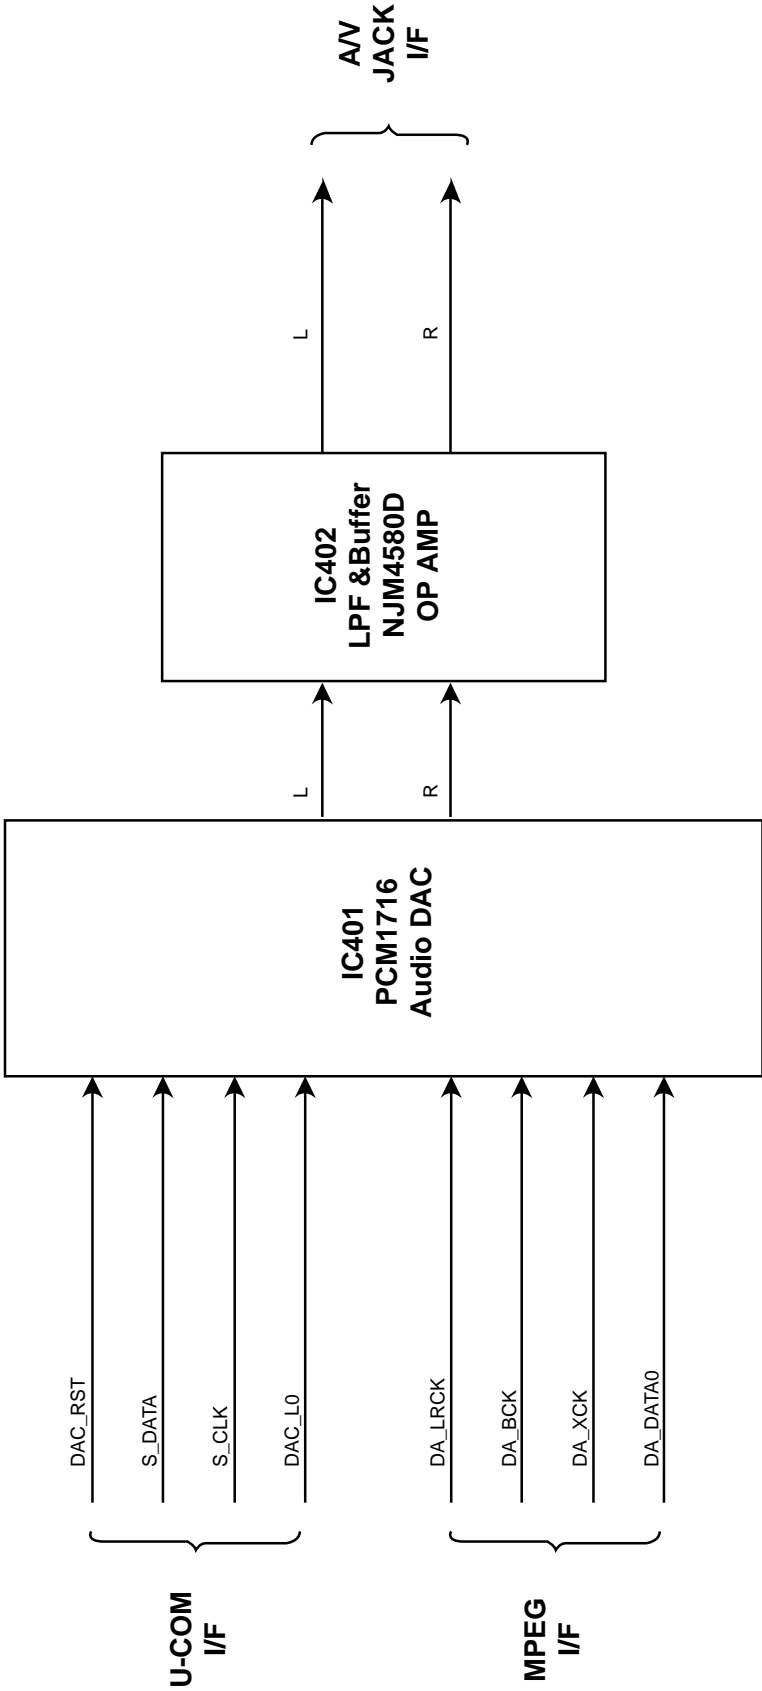 U-COM
I/F
DAC_RST
S_DATA
S_CLK
DAC_L0
MPEG
I/F
DA_LRCK
DA_BCK
DA_XCK
DA_DATA0
IC401
PCM1716
Audio DAC
L
R
IC402
LPF &Buffer
NJM4580D
OP AMP
L
R
A/V
JACK
I/F